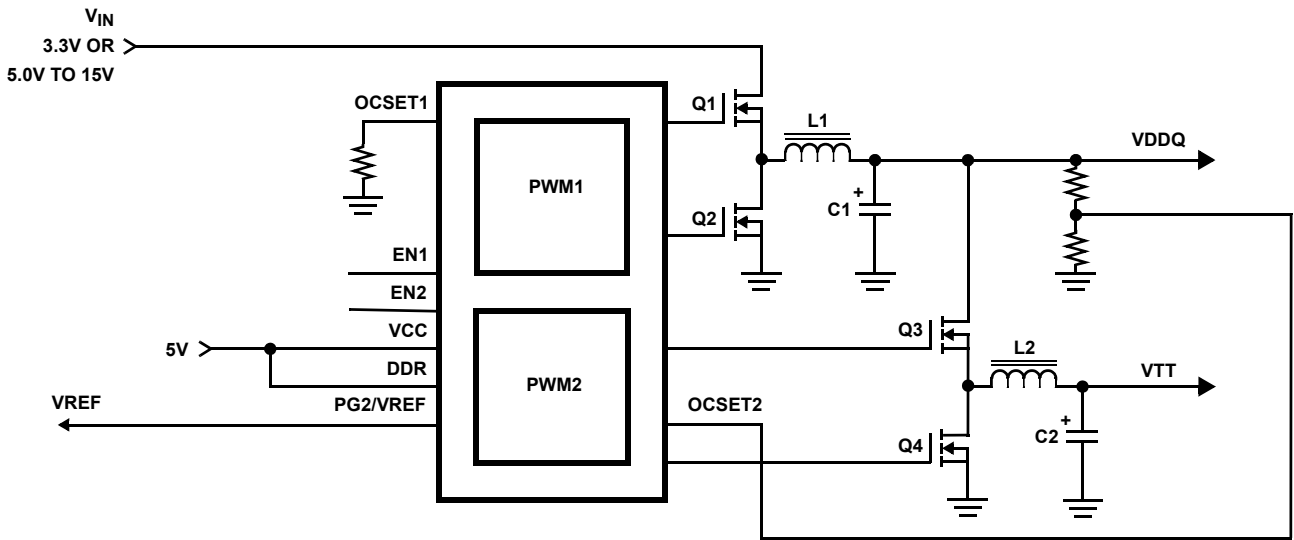 VIN
3.3V OR
5.0V TO 15V
OCSET1
Q1
L1
VDDQ
PWM1
+
C1
Q2
EN1
EN2
VCC
5V
DDR
Q3
L2
VTT
PWM2
VREF
PG2/VREF
OCSET2
+
C2
Q4